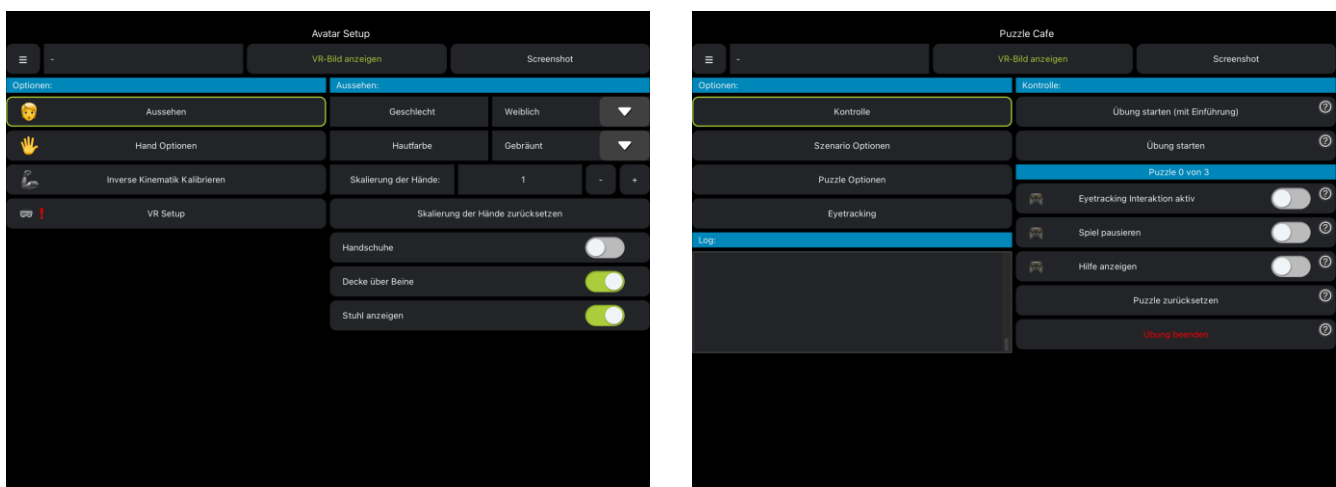 Avatar Setup
-
VR-Bild anzeigen
Screenshot
Optionen:
Aussehen
Hand Optionen
Inverse Kinematik Kalibrieren
VR Setup
Aussehen:
Geschlecht Weiblich
Hautfarbe Gebräunt
Skalierung der Hände: 1 - +
Skalierung der Hände zurücksetzen
Handschuhe
Decke über Beine
Stuhl anzeigen
Puzzle Cafe
-
VR-Bild anzeigen
Screenshot
Optionen:
Kontrolle
Szenario Optionen
Puzzle Optionen
Eyetracking
Log:
Kontrolle:
Übung starten (mit Einführung)
Übung starten
Puzzle 0 von 3
Eyetracking Interaktion aktiv
Spiel pausieren
Hilfe anzeigen
Puzzle zurücksetzen
Übung beenden